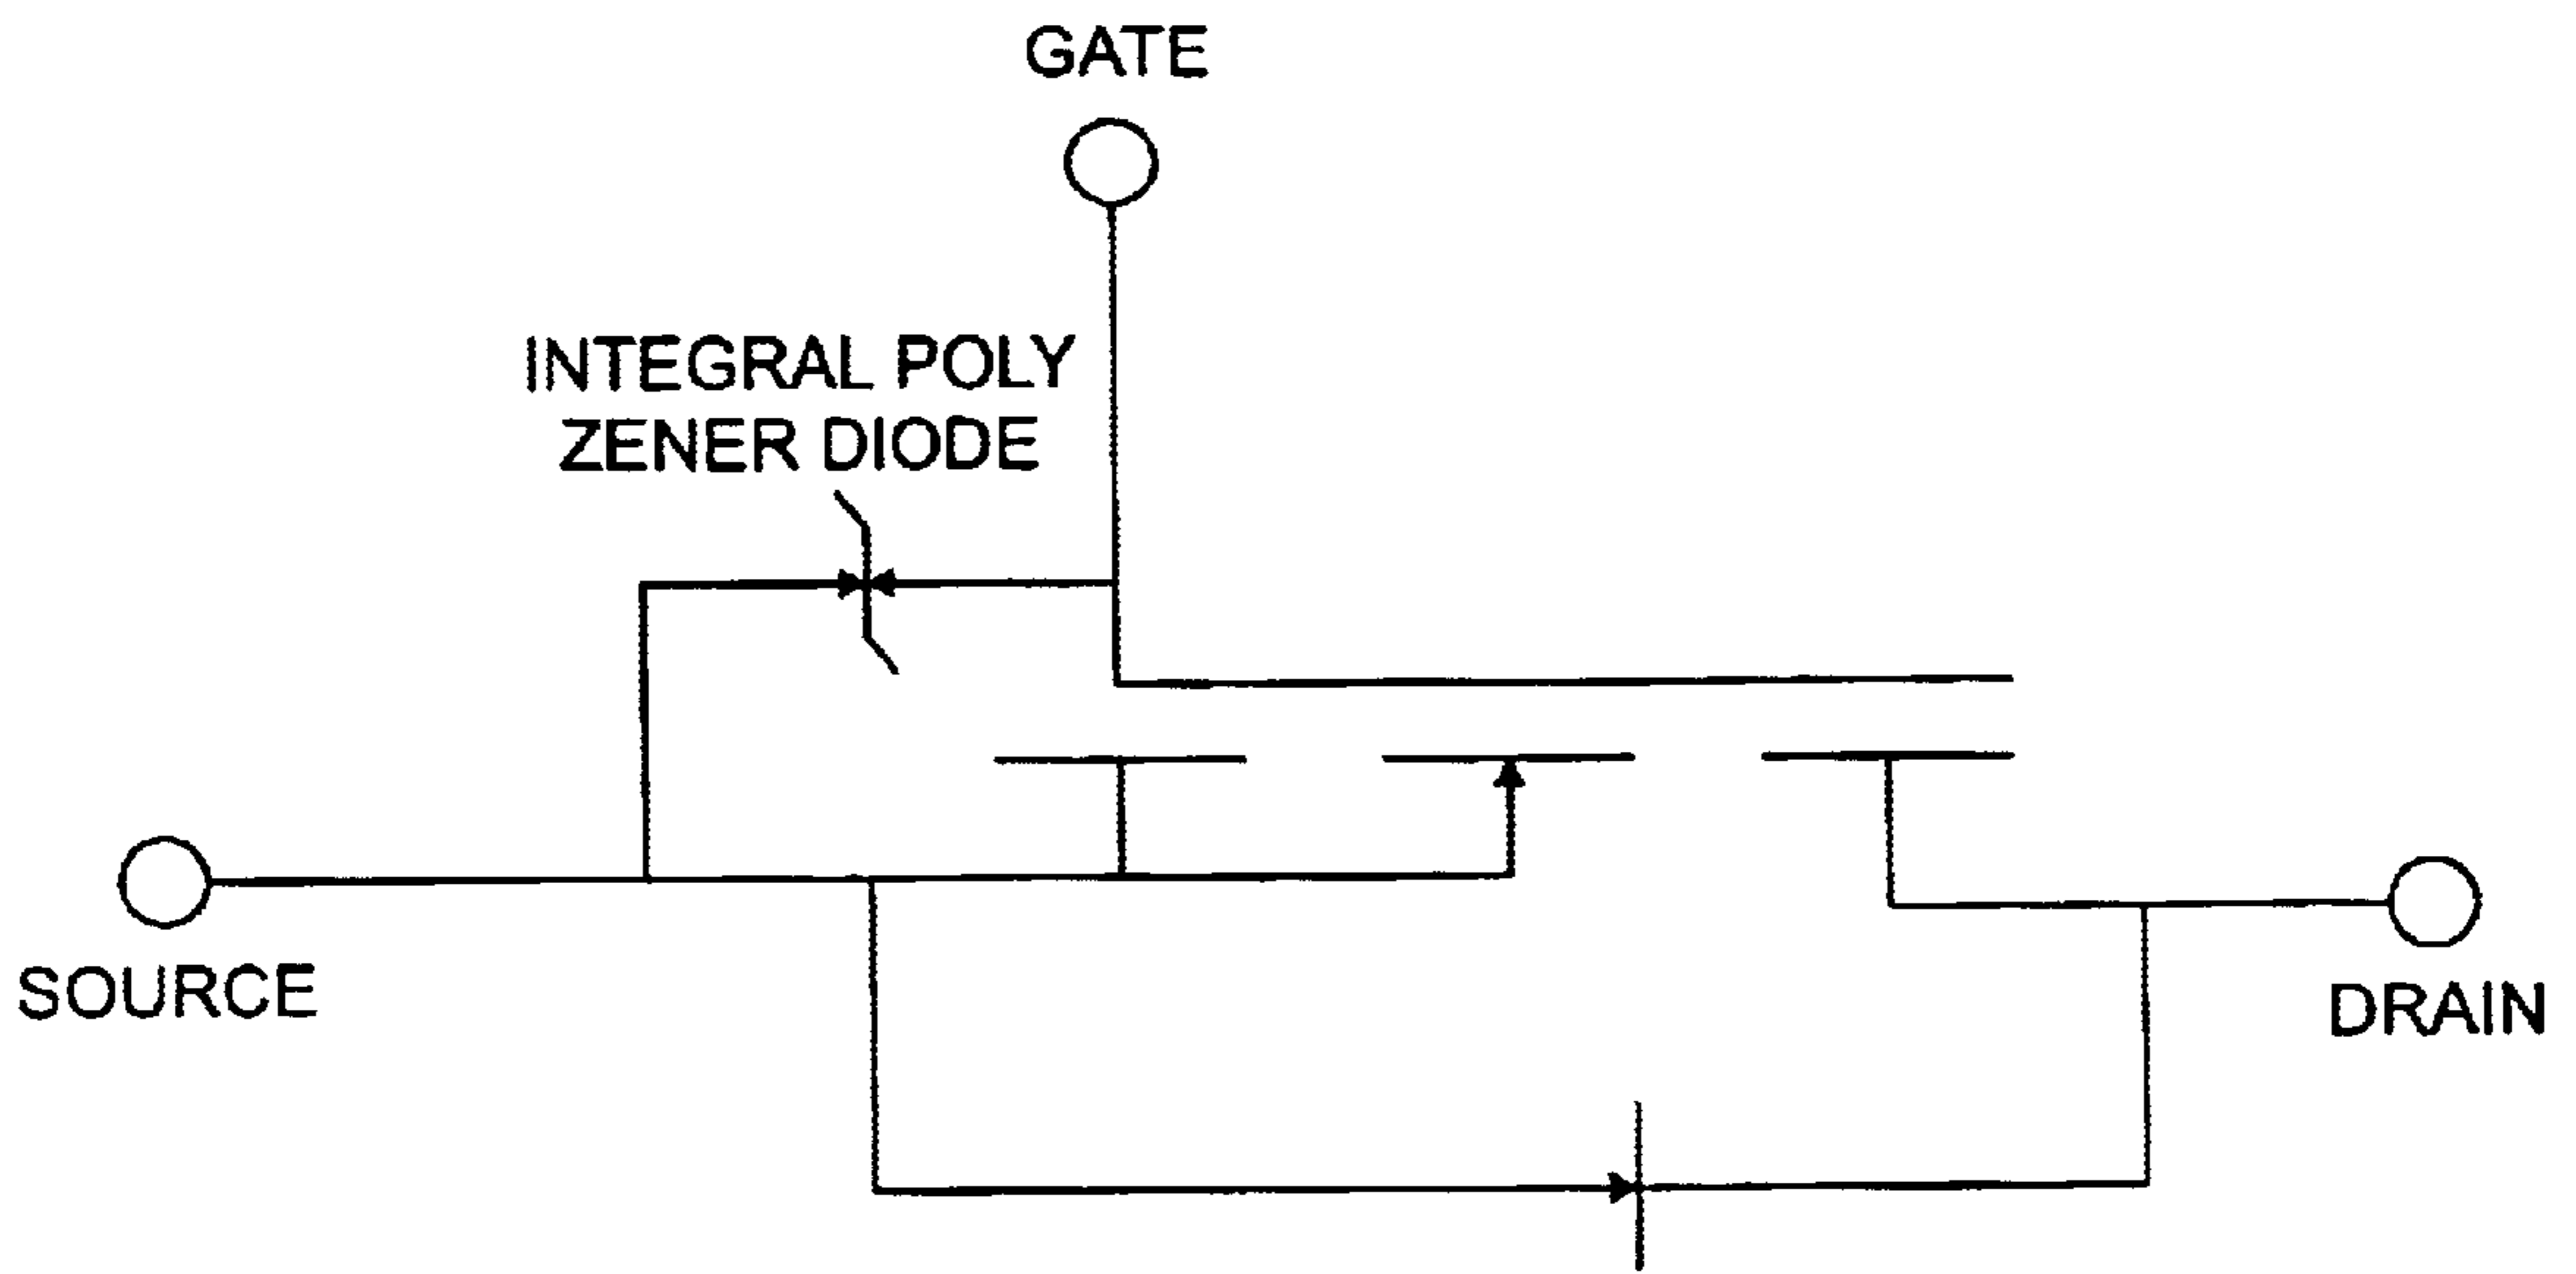 GATE
INTEGRAL POLY
ZENER DIODE
SOURCE
DRAIN